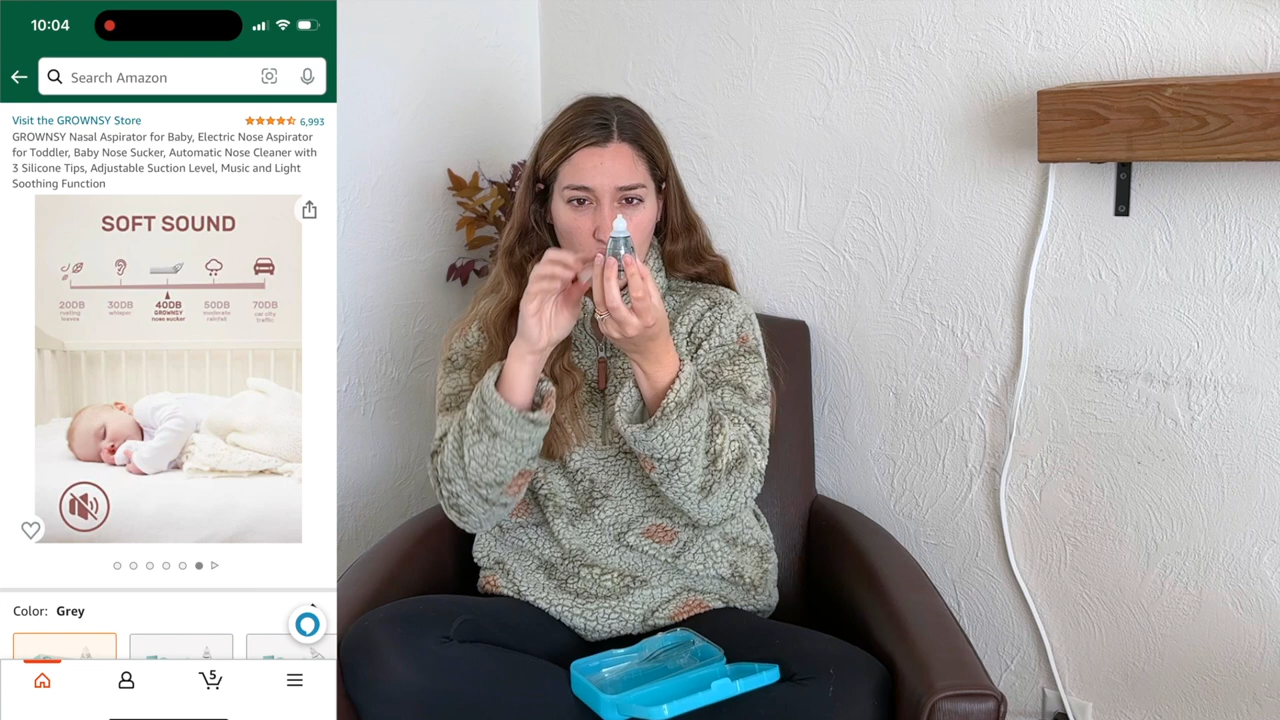 10:04
Search Amazon
Visit the GROWNSY Store
6,993
GROWNSY Nasal Aspirator for Baby, Electric Nose Aspirator
for Toddler, Baby Nose Sucker, Automatic Nose Cleaner with
3 Silicone Tips, Adjustable Suction Level, Music and Light
Soothing Function
SOFT SOUND
20DB 30DB 40DB 50DB 70DB
rustling whisper GROWNSY moderate car city
leaves nose sucker rainfall traffic
Color: Grey
5